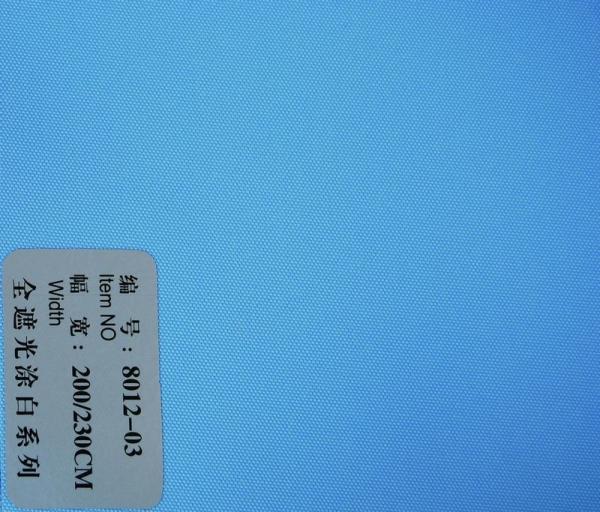 编 号：8012-03
Item NO
幅 宽：200/230CM
Width
全遮光涂白系列